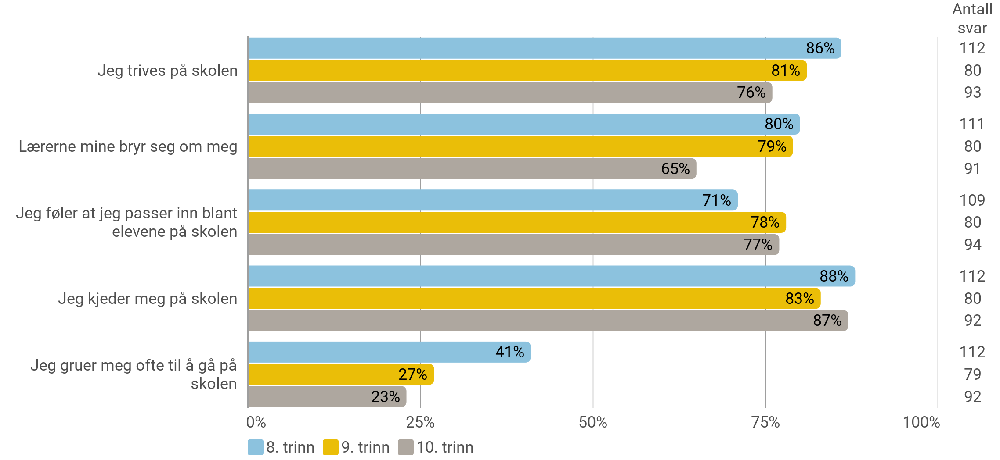 Antall
svar
Jeg trives på skolen
86% 112
81% 80
76% 93
Lærerne mine bryr seg om meg
80% 111
79% 80
65% 91
Jeg føler at jeg passer inn blant
elevene på skolen
71% 109
78% 80
77% 94
Jeg kjeder meg på skolen
88% 112
83% 80
87% 92
Jeg gruer meg ofte til å gå på
skolen
41% 112
27% 79
23% 92
0% 25% 50% 75% 100%
8. trinn 9. trinn 10. trinn